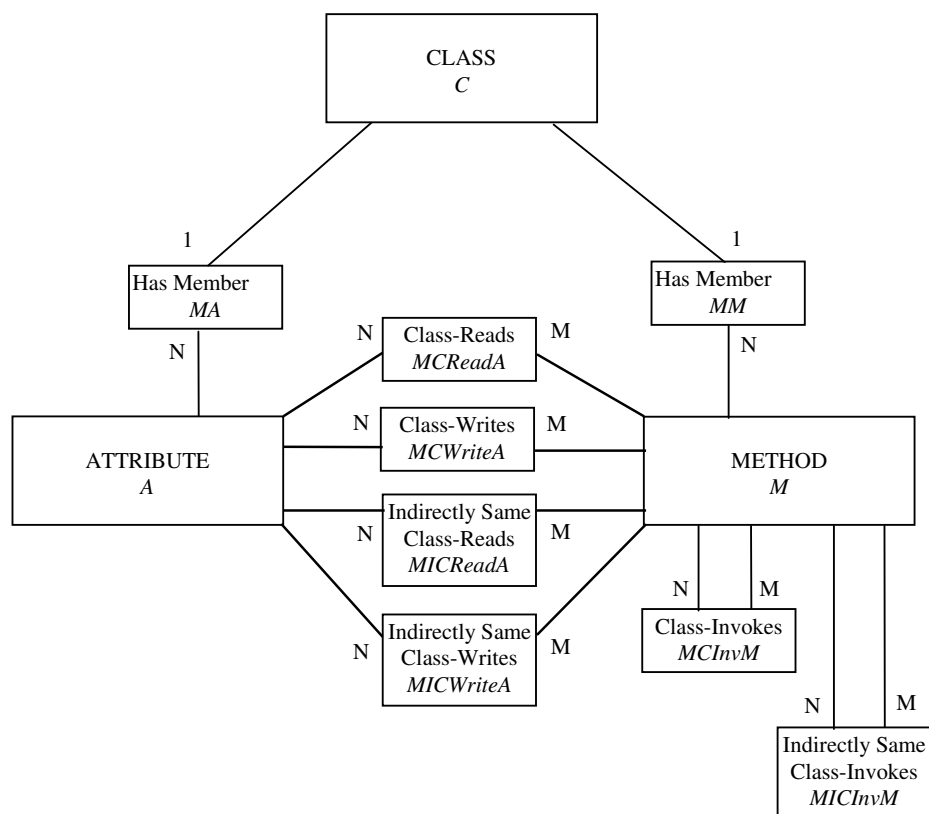 CLASS
C
1
1
Has Member
MA
Has Member
MM
N
N
N
Class-Reads
MCReadA
M
N
Class-Writes
MCWriteA
M
ATTRIBUTE
A
METHOD
M
N
Indirectly Same
Class-Reads
MICReadA
M
N
Indirectly Same
Class-Writes
MICWriteA
M
N
M
Class-Invokes
MCInvM
N
M
Indirectly Same
Class-Invokes
MICInvM